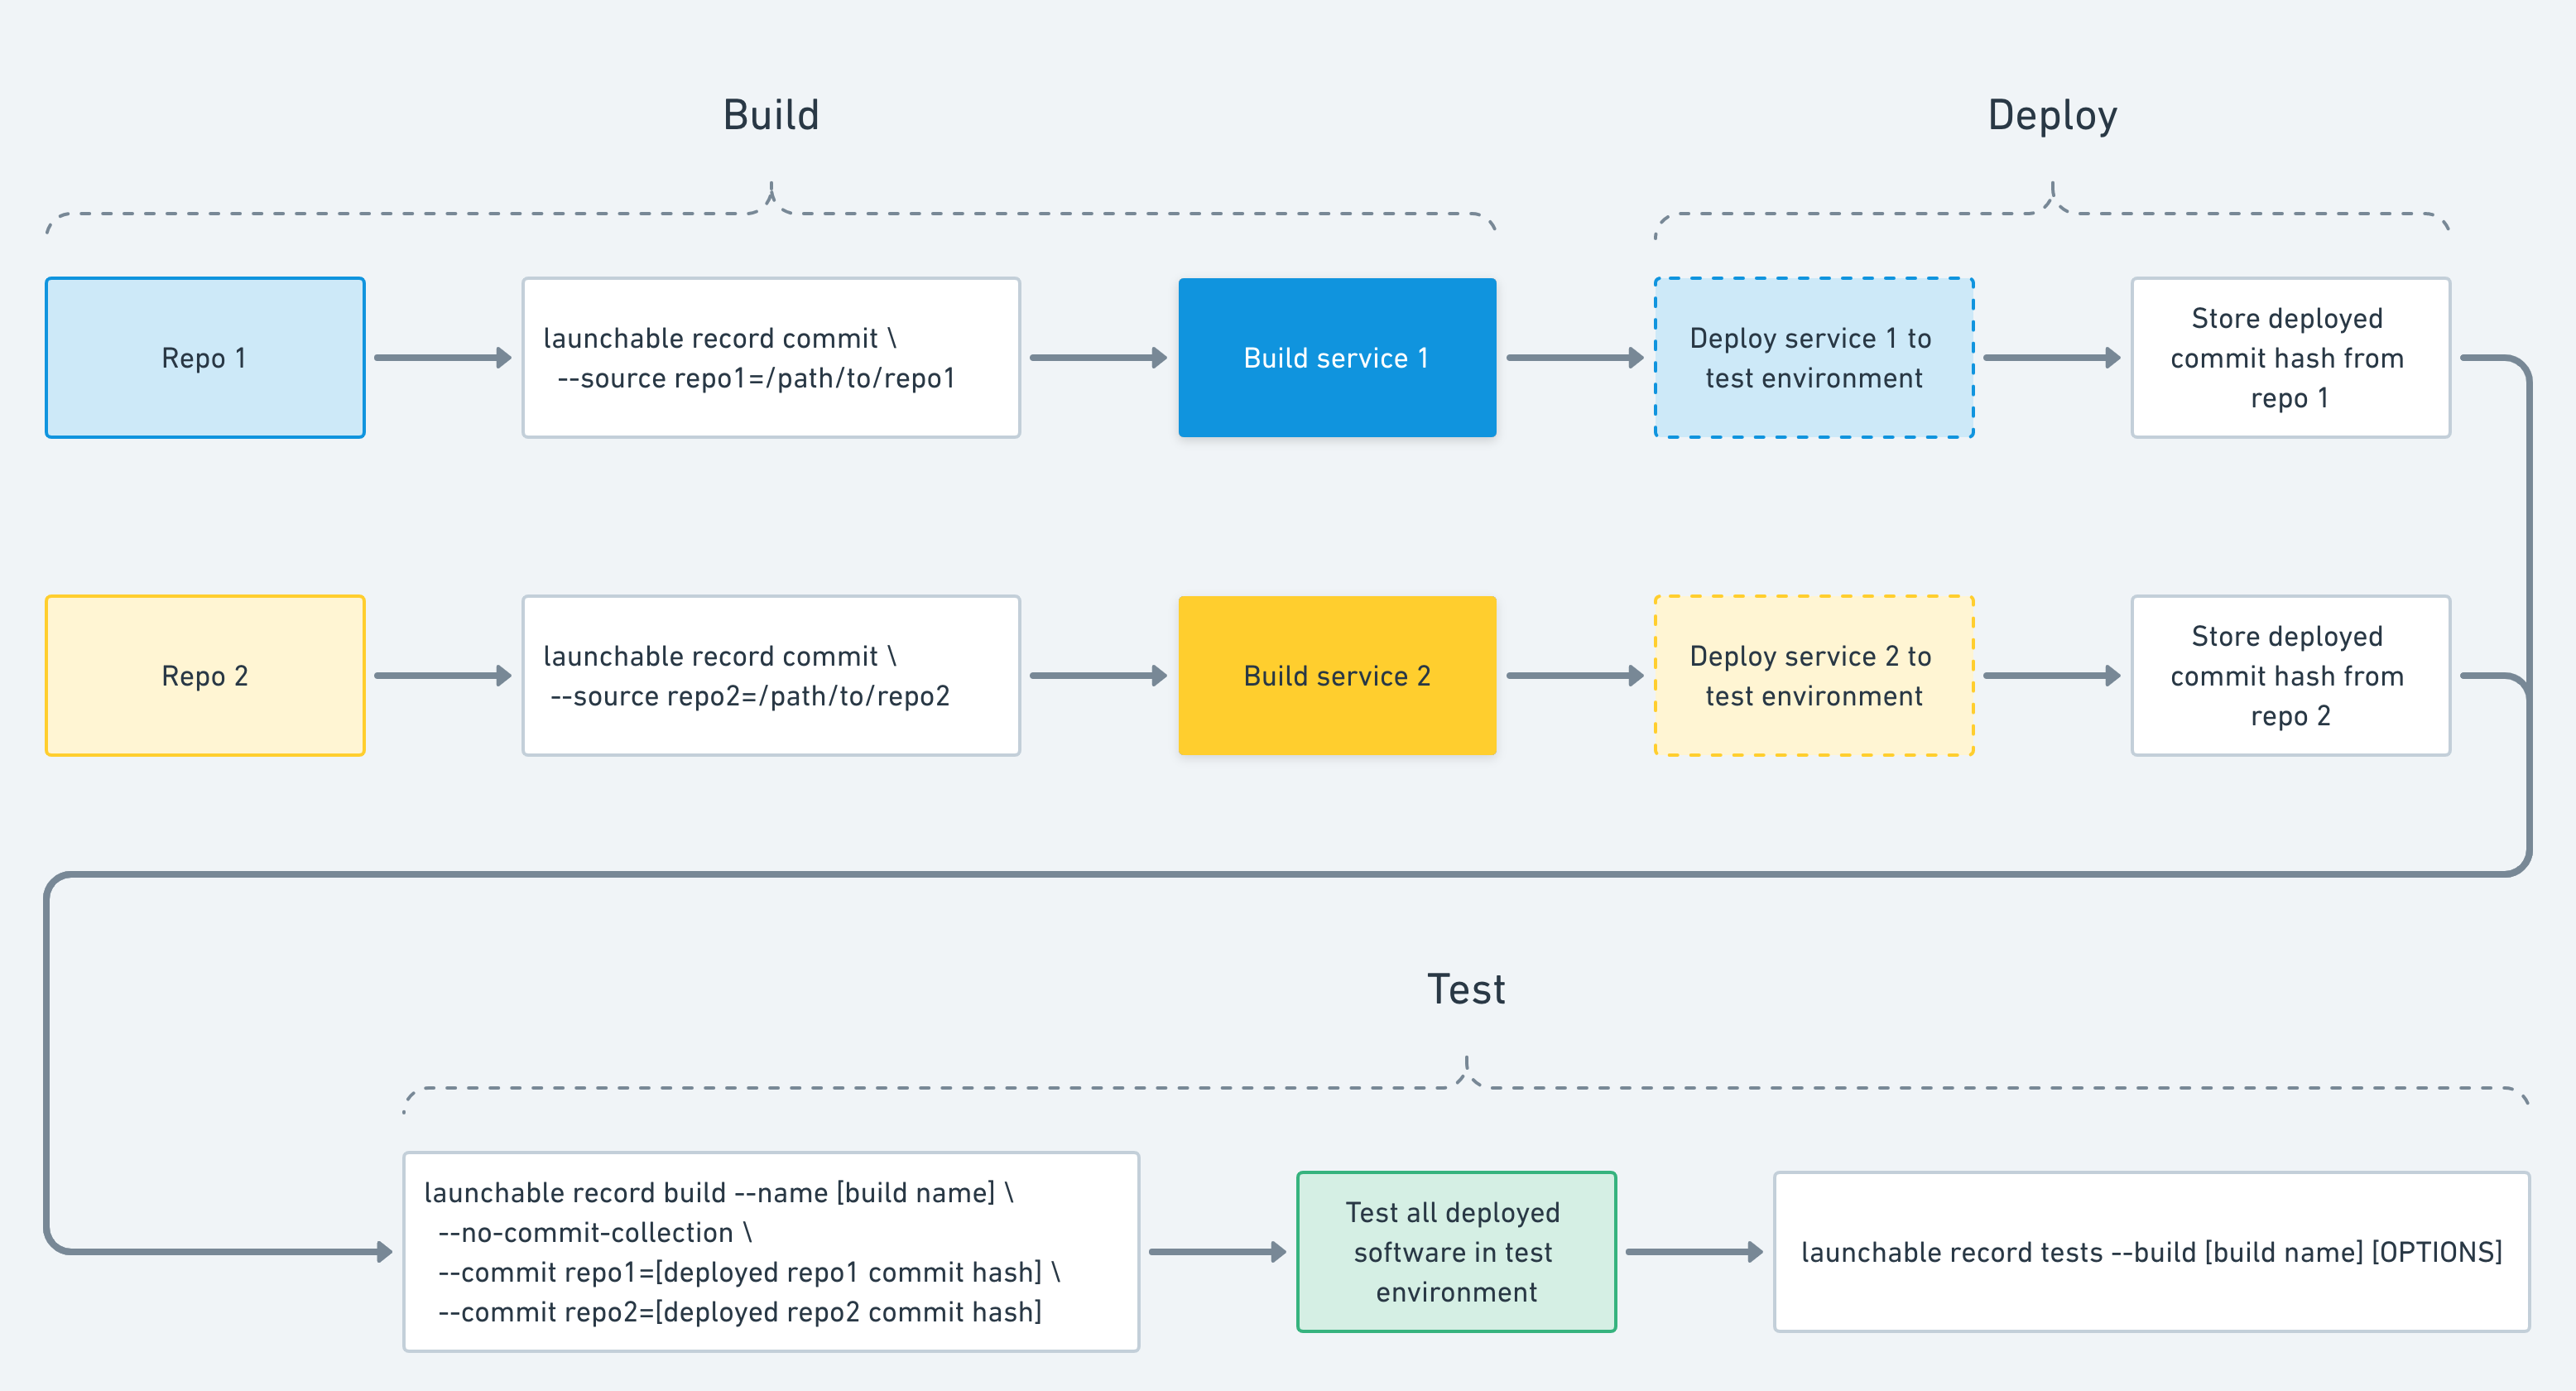 Build
Deploy
Repo 1
launchable record commit \
--source repo1=/path/to/repo1
Build service 1
Deploy service 1 to
test environment
Store deployed
commit hash from
repo 1
Repo 2
launchable record commit \
--source repo2=/path/to/repo2
Build service 2
Deploy service 2 to
test environment
Store deployed
commit hash from
repo 2
Test
launchable record build --name [build name] \
--no-commit-collection \
--commit repo1=[deployed repo1 commit hash] \
--commit repo2=[deployed repo2 commit hash]
Test all deployed
software in test
environment
launchable record tests --build [build name] [OPTIONS]